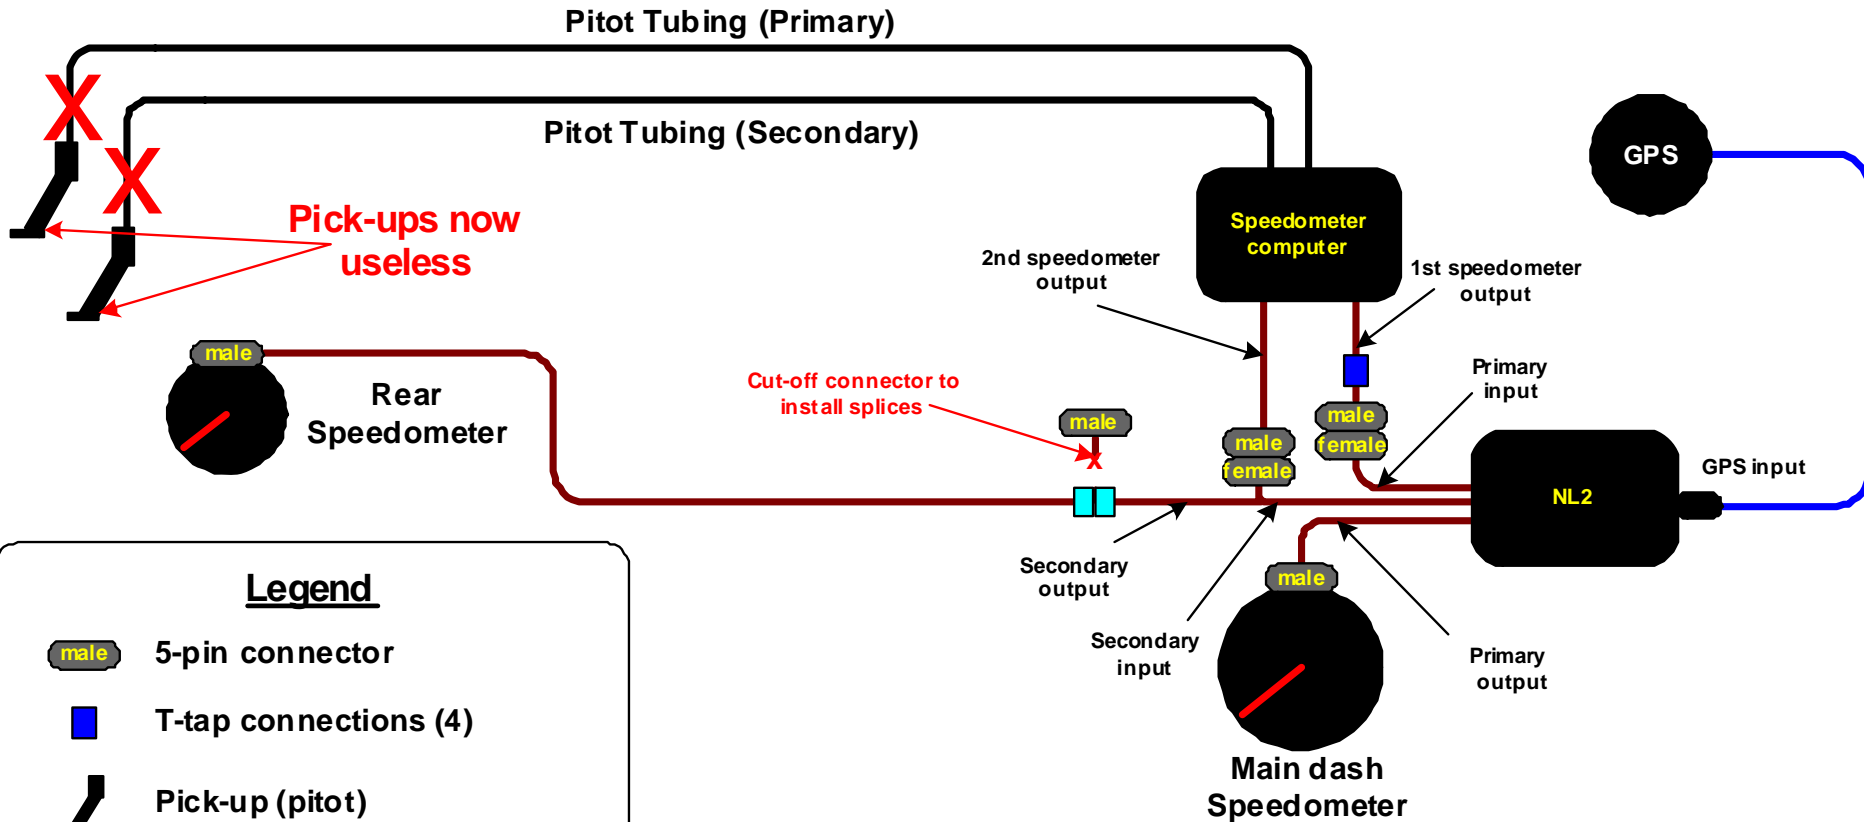 Pitot Tubing (Primary)
Pitot Tubing (Secondary)
X
X
Pick-ups now
useless
GPS
Speedometer
computer
2nd speedometer
output
1st speedometer
output
male
Rear
Speedometer
Cut-off connector to
install splices
male
x
male
female
male
female
Primary
input
NL2
GPS input
Secondary
output
Secondary
input
male
Primary
output
Main dash
Speedometer
Legend
male
5-pin connector
T-tap connections (4)
Pick-up (pitot)